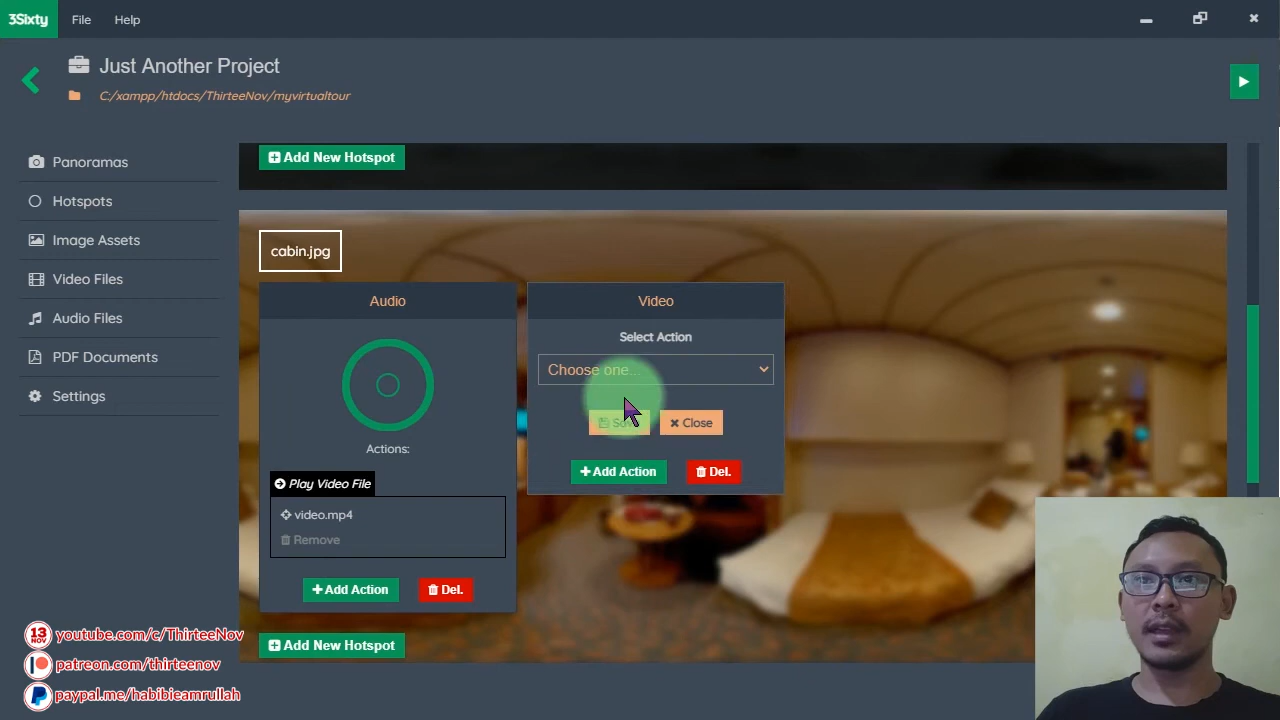 3Sixty
File
Help
Just Another Project
C:/xampp/htdocs/ThirteeNov/myvirtualtour
Panoramas
Hotspots
Image Assets
Video Files
Audio Files
PDF Documents
Settings
Add New Hotspot
cabin.jpg
Audio
Actions:
Play Video File
video.mp4
Remove
Add Action
Del.
Video
Select Action
Choose one...
Close
Add Action
Del.
Add New Hotspot
13
NOV
youtube.com/c/ThirteeNov
patreon.com/thirteenov
paypal.me/habibieamrullah